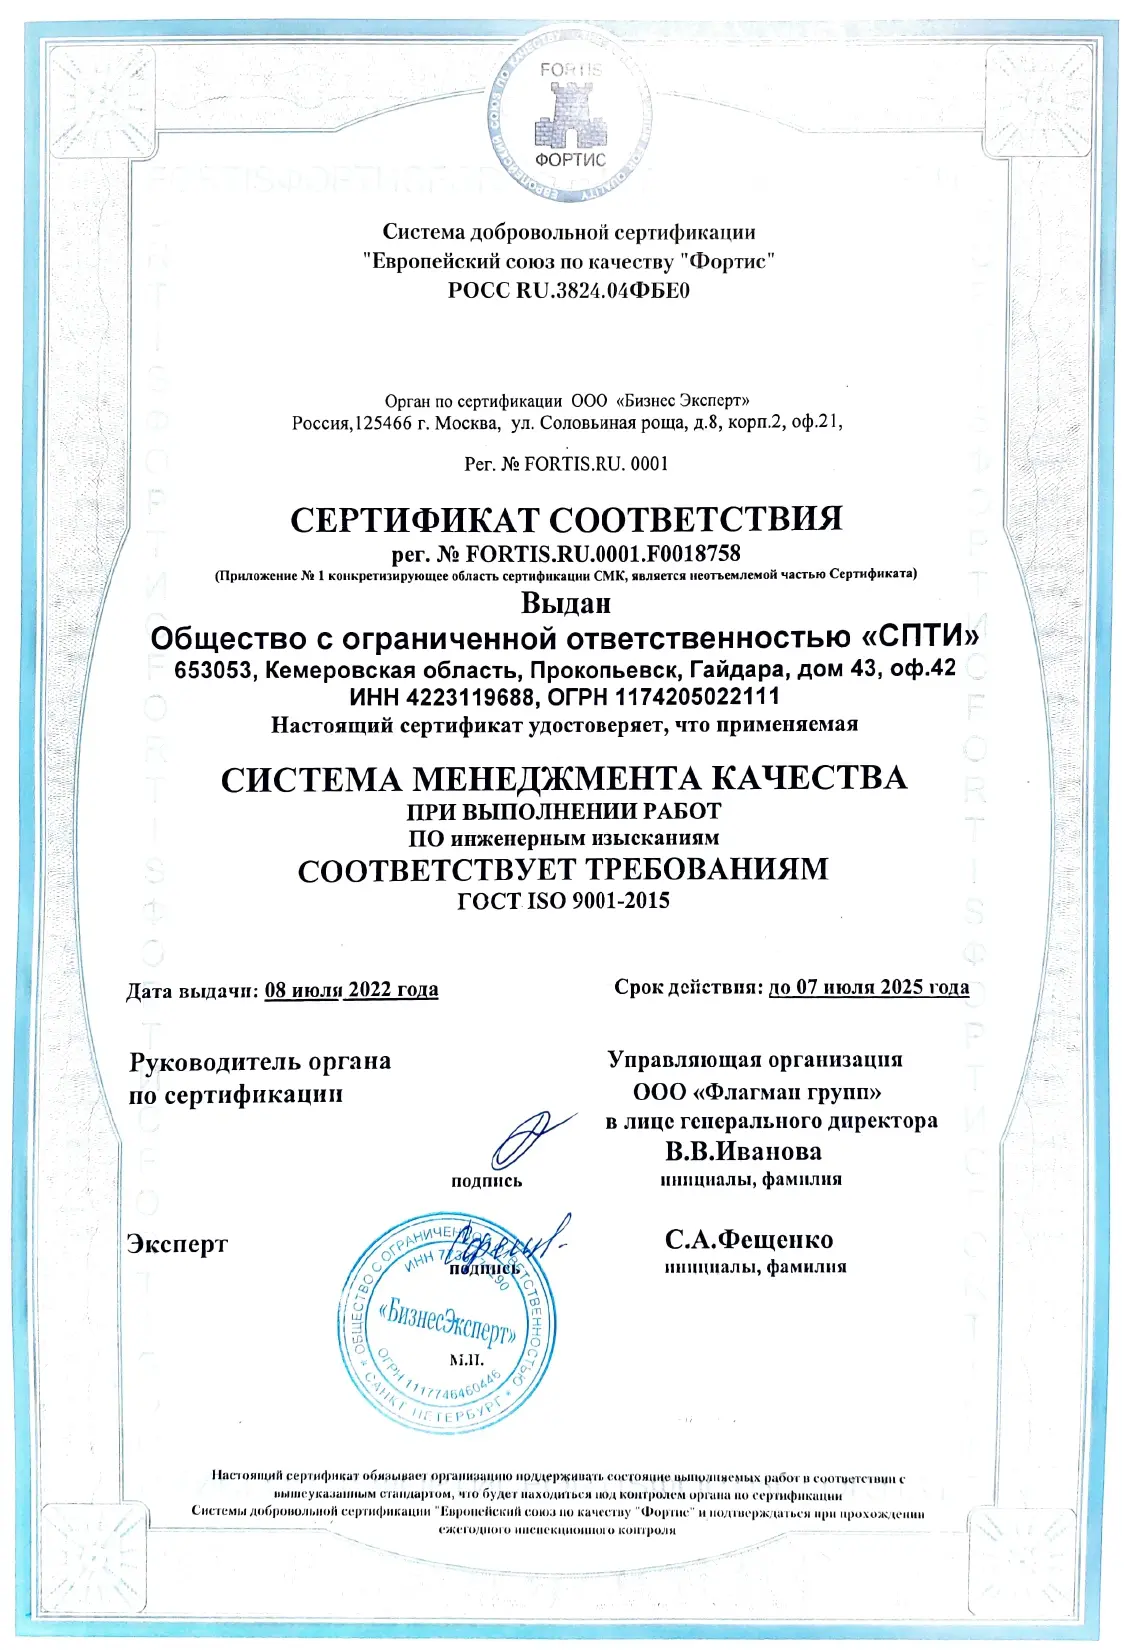 FORTIS
ФОРТИС
ЕВРОПЕЙСКИЙ СОЮЗ ПО КАЧЕСТВУ
Система добровольной сертификации
"Европейский союз по качеству "Фортис"
РОСС RU.3824.04ФБЕ0
Орган по сертификации ООО «Бизнес Эксперт»
Россия,125466 г. Москва, ул. Соловьиная роща, д.8, корп.2, оф.21,
Рег. № FORTIS.RU. 0001
СЕРТИФИКАТ СООТВЕТСТВИЯ
рег. № FORTIS.RU.0001.F0018758
(Приложение № 1 конкретизирующее область сертификации СМК, является неотъемлемой частью Сертификата)
Выдан
Общество с ограниченной ответственностью «СПТИ»
653053, Кемеровская область, Прокопьевск, Гайдара, дом 43, оф.42
ИНН 4223119688, ОГРН 1174205022111
Настоящий сертификат удостоверяет, что применяемая
СИСТЕМА МЕНЕДЖМЕНТА КАЧЕСТВА
ПРИ ВЫПОЛНЕНИИ РАБОТ
ПО инженерным изысканиям
СООТВЕТСТВУЕТ ТРЕБОВАНИЯМ
ГОСТ ISO 9001-2015
Дата выдачи: 08 июля 2022 года
Срок действия: до 07 июля 2025 года
Руководитель органа
по сертификации
подпись
Управляющая организация
ООО «Флагман групп»
в лице генерального директора
В.В.Иванова
инициалы, фамилия
Эксперт
подпись
С.А.Фещенко
инициалы, фамилия
ОБЩЕСТВО С ОГРАНИЧЕННОЙ ОТВЕТСТВЕННОСТЬЮ
«БизнесЭксперт»
М.П.
ОГРН 1117746460446
САНКТ ПЕТЕРБУРГ
Настоящий сертификат обязывает организацию поддерживать состояние выполняемых работ в соответствии с
вышеуказанным стандартом, что будет находиться под контролем органа по сертификации
Системы добровольной сертификации "Европейский союз по качеству "Фортис" и подтверждаться при прохождении
ежегодного инспекционного контроля